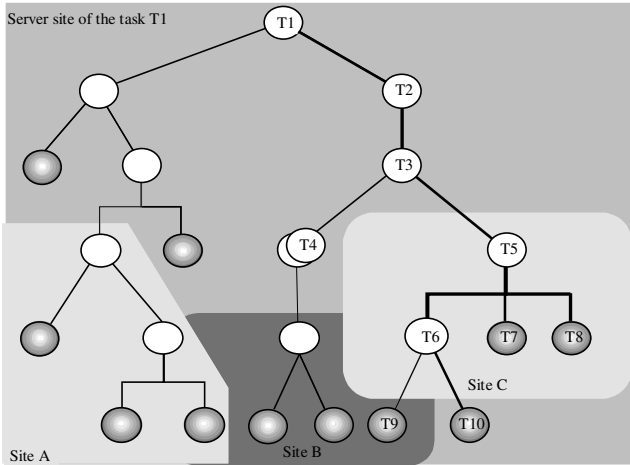 Server site of the task T1
T1
T2
T3
T4
T5
T6
T7
T8
Site C
T9
T10
Site B
Site A